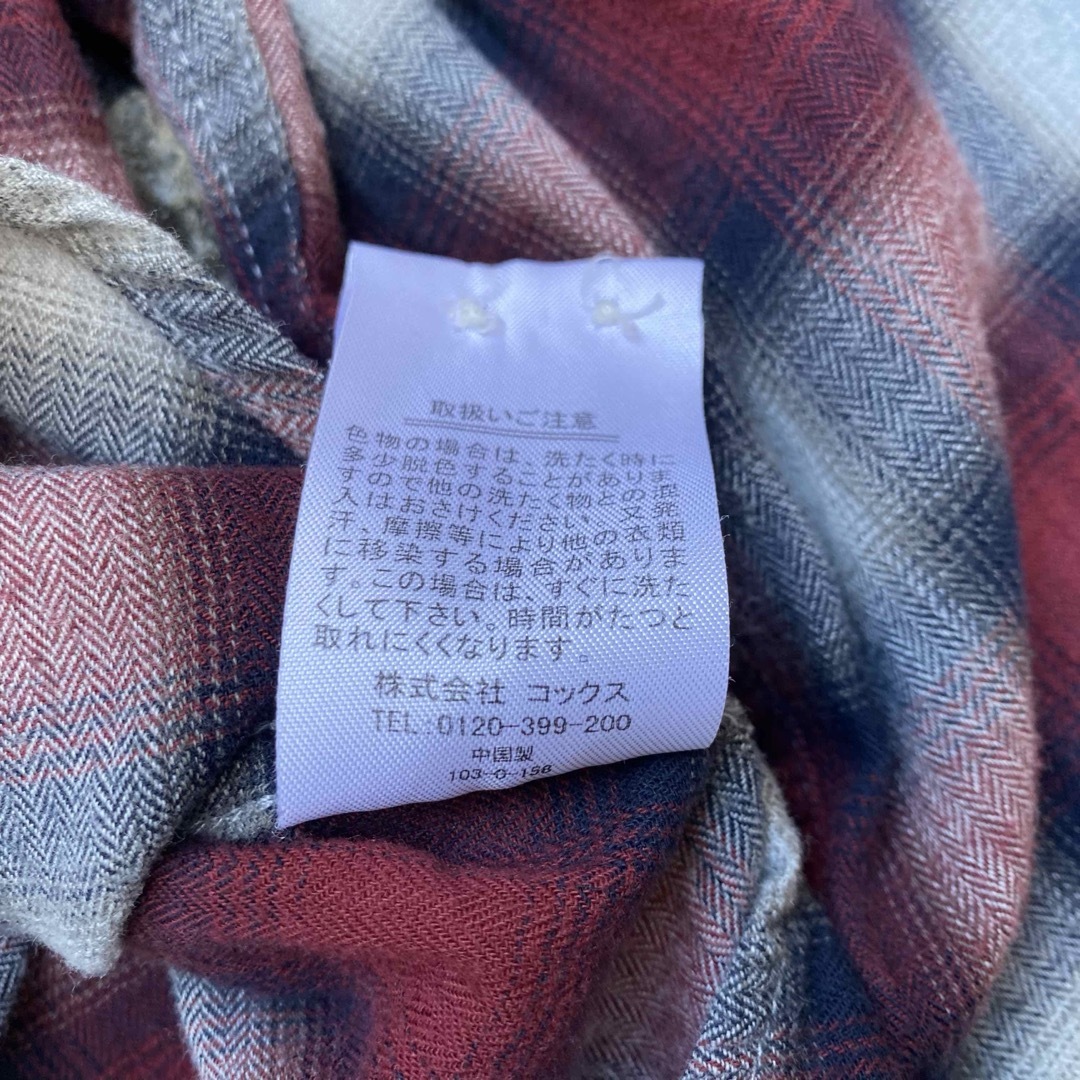 取扱いご注意
色物の場合は、洗たく時に
多少脱色することがありま
すので他の洗たく物との混
入はおさけください。又発
汗、摩擦等により他の衣類
に移染する場合がありま
す。この場合は、すぐに洗た
くして下さい。時間がたつと
取れにくくなります。
株式会社 コックス
TEL:0120-399-200
中国製
103-0-156